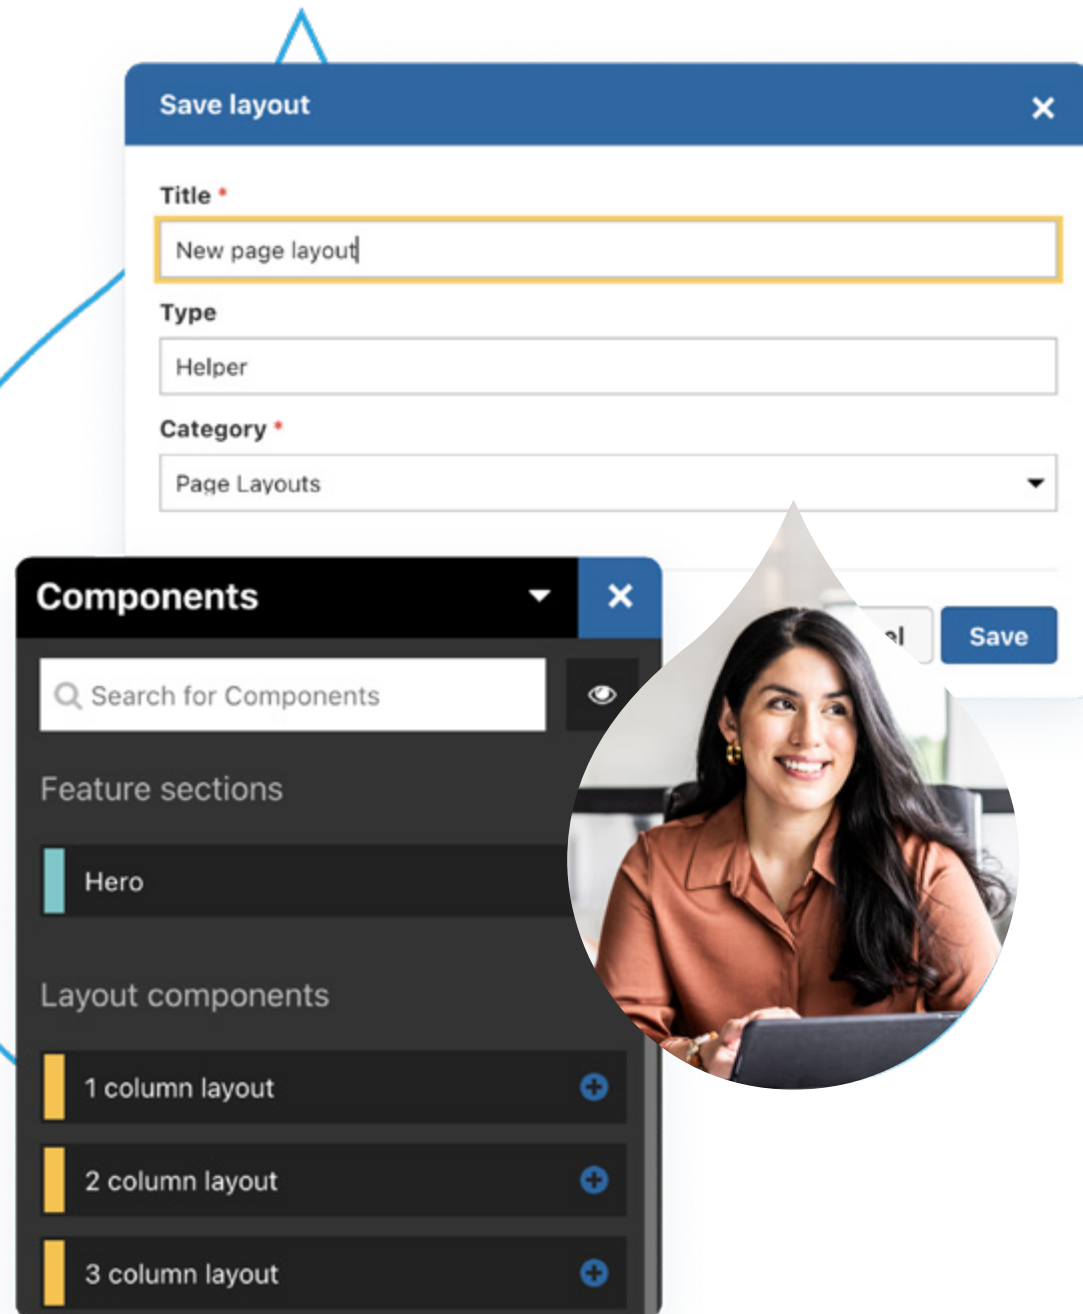 Save layout
Title *
New page layout
Type
Helper
Category *
Page Layouts
Save
Components
Search for Components
Feature sections
Hero
Layout components
1 column layout
2 column layout
3 column layout